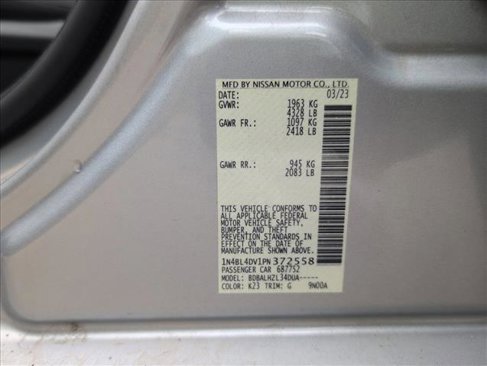 MFD BY NISSAN MOTOR CO., LTD.
DATE: 03/23
GVWR: 1963 KG
4328 LB
GAWR FR.: 1097 KG
2418 LB
GAWR RR.: 945 KG
2083 LB
THIS VEHICLE CONFORMS TO
ALL APPLICABLE FEDERAL
MOTOR VEHICLE SAFETY,
BUMPER, AND THEFT
PREVENTION STANDARDS IN
EFFECT ON THE DATE OF
MANUFACTURE SHOWN ABOVE.
1N4BL4DV1PN372558
PASSENGER CAR 687752
MODEL: BDBALHZL34DUA-----
COLOR: K23 TRIM: G 9N00A